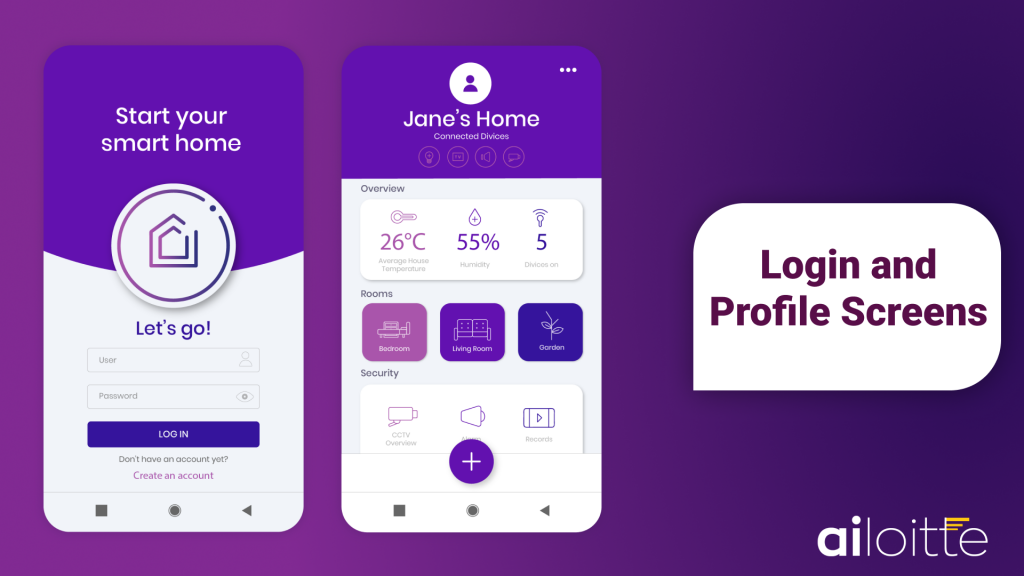 Start your
smart home
Let's go!
User
Password
LOG IN
Don't have an account yet?
Create an account
Jane's Home
Connected Divices
Overview
26°C
Average House
Temperature
55%
Humidity
5
Divices on
Rooms
Bedroom
Living Room
Garden
Security
CCTV
Overview
Alarm
Records
Login and
Profile Screens
ailoitte